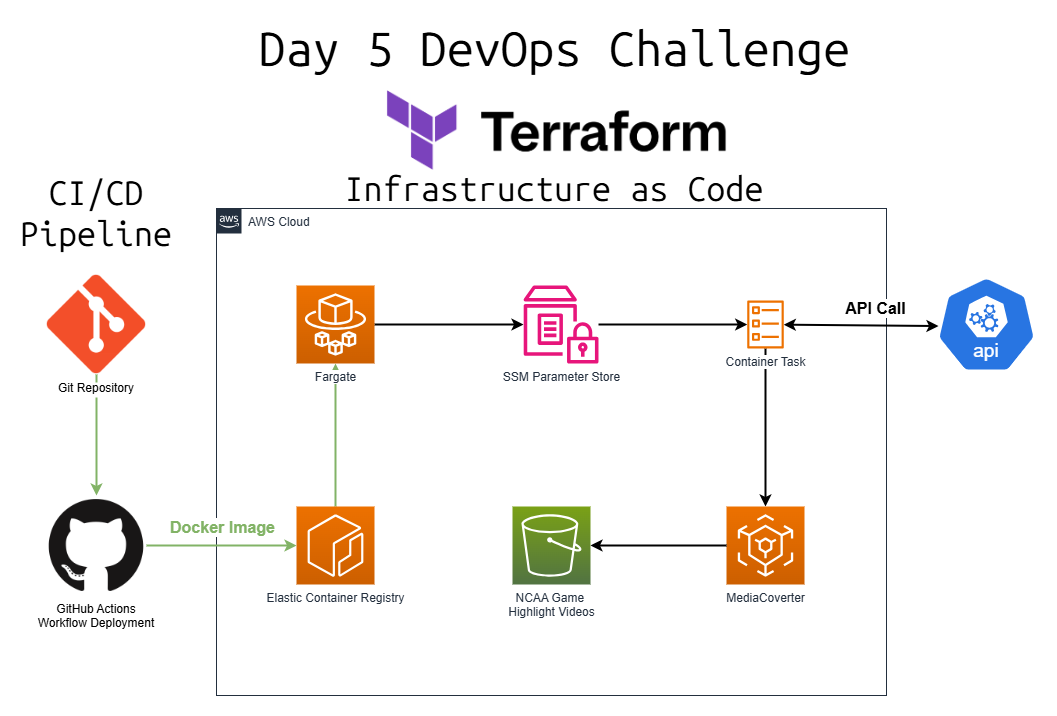 Day 5 DevOps Challenge
Terraform
Infrastructure as Code
CI/CD
Pipeline
aws
AWS Cloud
Git Repository
Fargate
SSM Parameter Store
Container Task
API Call
api
GitHub Actions
Workflow Deployment
Docker Image
Elastic Container Registry
NCAA Game
Highlight Videos
MediaCoverter